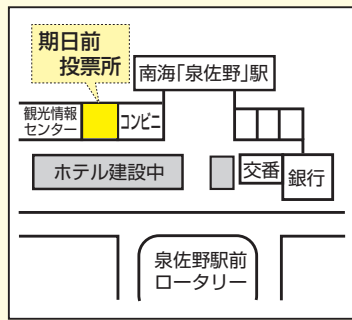 期日前
投票所
南海「泉佐野」駅
観光情報
センター
コンビニ
ホテル建設中
交番
銀行
泉佐野駅前
ロータリー